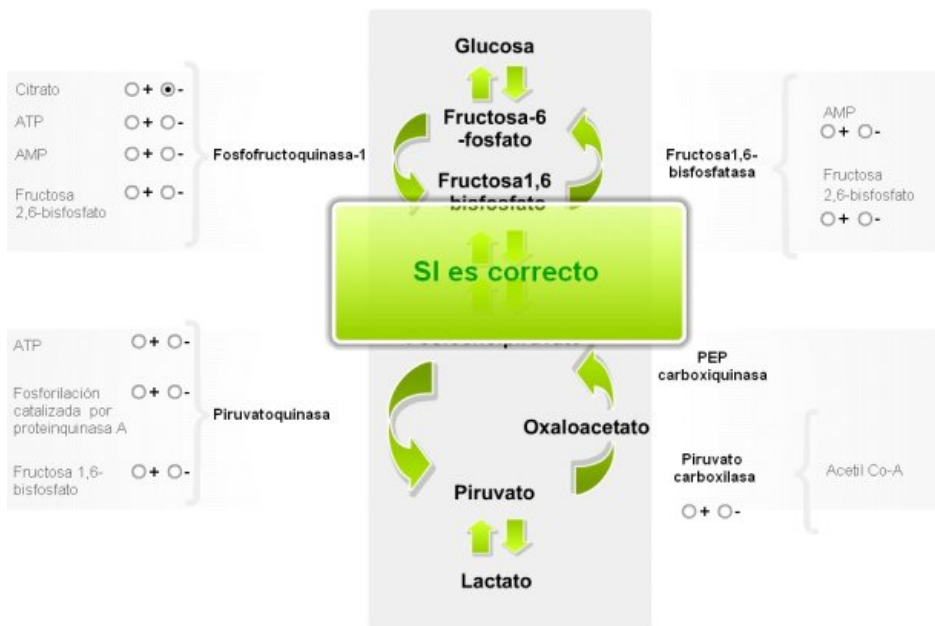 Glucosa
Fructosa-6
-fosfato
Fructosa1,6
bisfosfato
SI es correcto
Oxaloacetato
Piruvato
Lactato
Citrato + -
ATP + -
AMP + -
Fructosa
2,6-bisfosfato + -
Fosfofructoquinasa-1
ATP + -
Fosforilación
catalizada por
proteinquinasa A + -
Fructosa 1,6-
bisfosfato + -
Piruvatoquinasa
Fructosa1,6-
bisfosfatasa
AMP
+ -
Fructosa
2,6-bisfosfato
+ -
PEP
carboxiquinasa
Piruvato
carboxilasa
+ -
Acetil Co-A